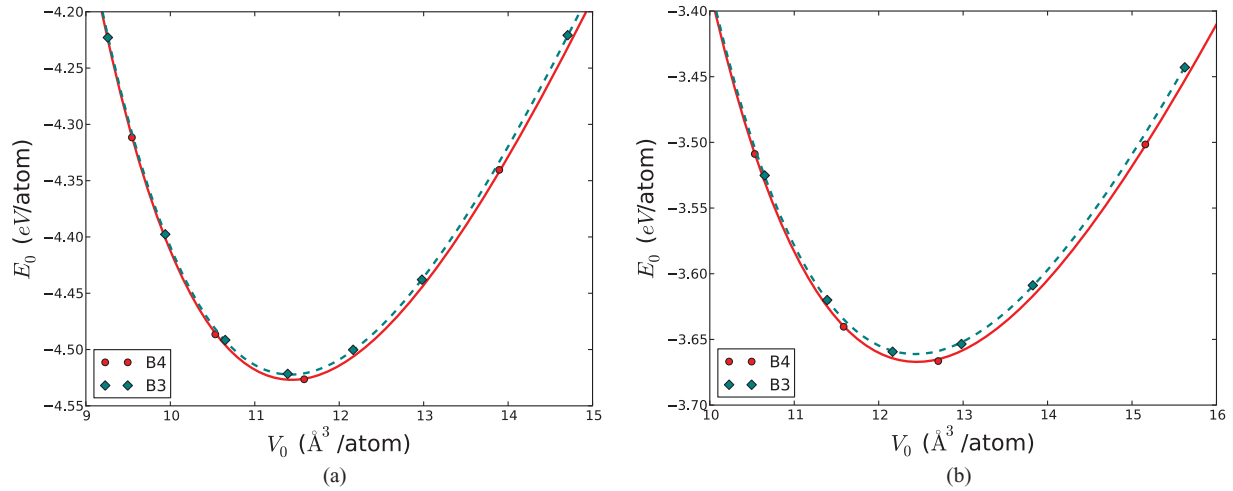 −4.20
−4.25
−4.30
−4.35
−4.40
−4.45
−4.50
−4.55
E₀ (eV/atom)
B4
B3
9 10 11 12 13 14 15
V₀ (Å³/atom)
(a)
−3.40
−3.45
−3.50
−3.55
−3.60
−3.65
−3.70
E₀ (eV/atom)
B4
B3
10 11 12 13 14 15 16
V₀ (Å³/atom)
(b)